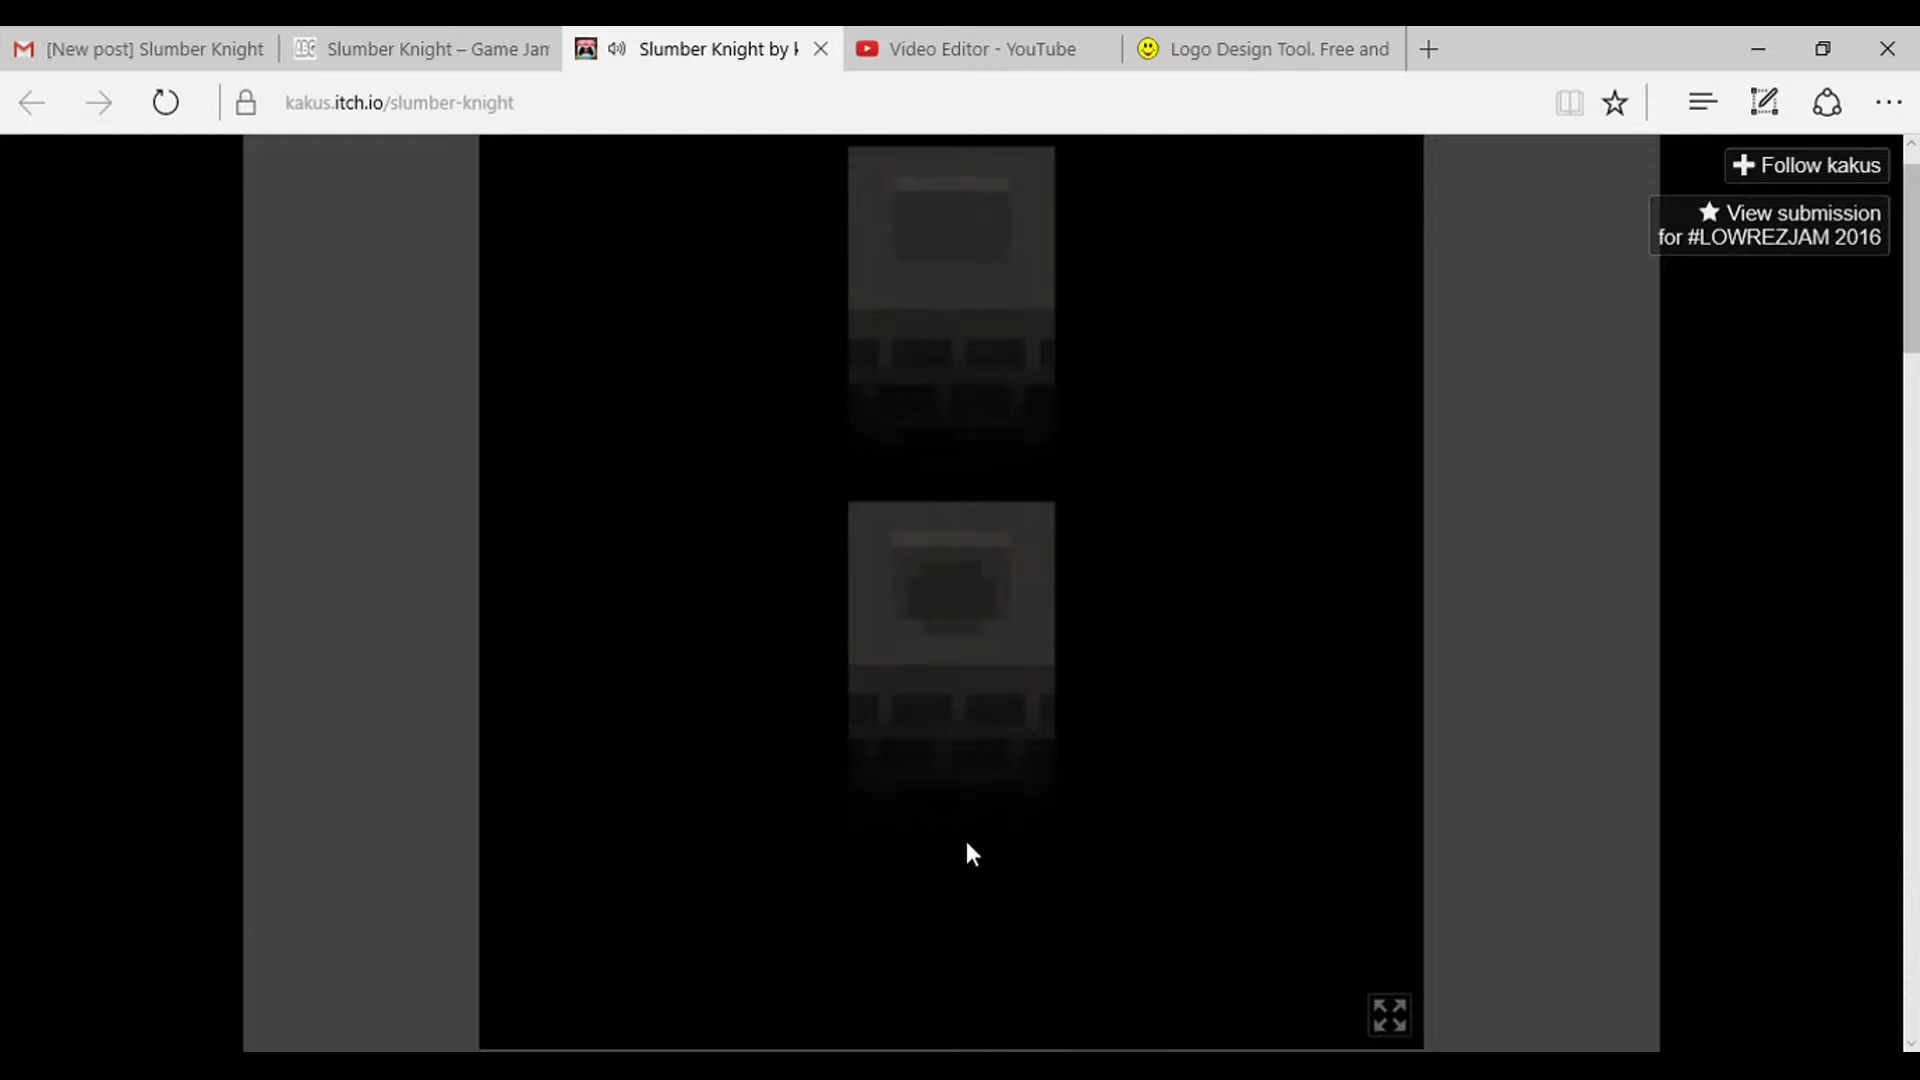 [New post] Slumber Knight
Slumber Knight – Game Jam
Slumber Knight by
Video Editor - YouTube
Logo Design Tool. Free and
kakus.itch.io/slumber-knight
Follow kakus
View submission
for #LOWREZJAM 2016